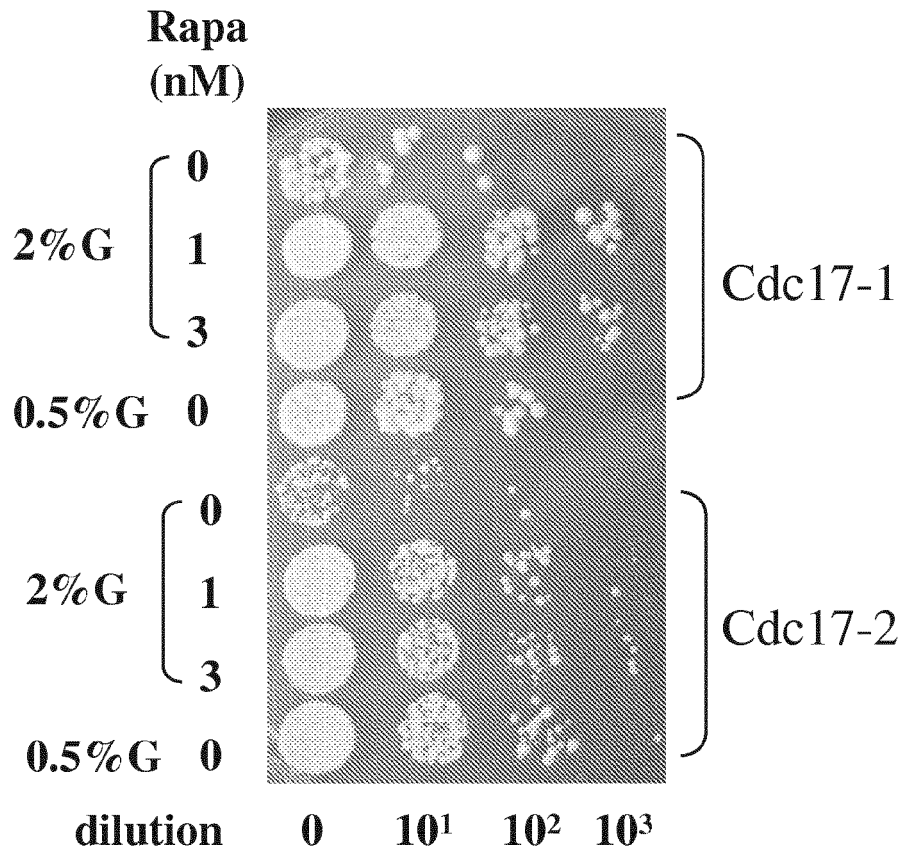 Rapa
(nM)
0
2%G
1
3
0.5%G 0
Cdc17-1
0
2%G
1
3
0.5%G 0
Cdc17-2
dilution 0 10¹ 10² 10³